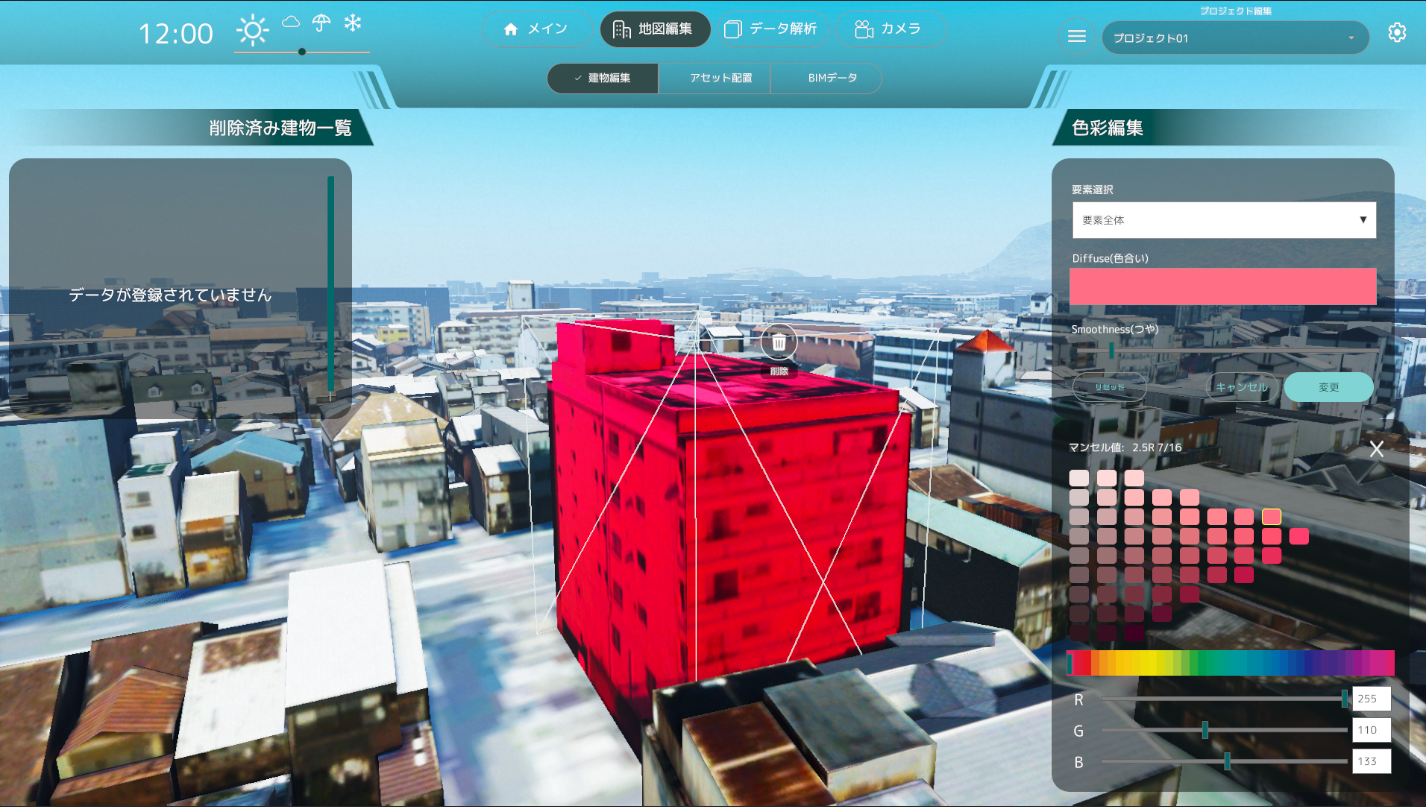 プロジェクト編集
12:00
メイン
地図編集
データ解析
カメラ
プロジェクト01
建物編集
アセット配置
BIMデータ
削除済み建物一覧
データが登録されていません
削除
色彩編集
要素選択
要素全体
Diffuse(色合い)
Smoothness(つや)
リセット
キャンセル
変更
マンセル値: 2.5R 7/16
R
255
G
110
B
133